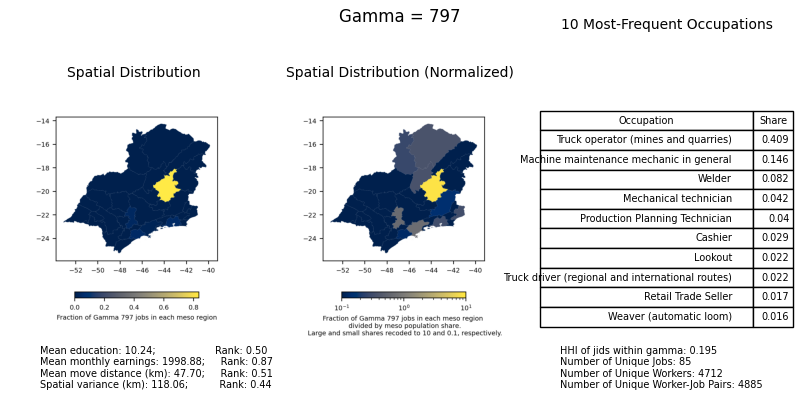 Gamma = 797
10 Most-Frequent Occupations
Spatial Distribution
Spatial Distribution (Normalized)
−14
−16
−18
−20
−22
−24
−52 −50 −48 −46 −44 −42 −40
0.0 0.2 0.4 0.6 0.8
Fraction of Gamma 797 jobs in each meso region
−14
−16
−18
−20
−22
−24
−52 −50 −48 −46 −44 −42 −40
10⁻¹ 10⁰ 10¹
Fraction of Gamma 797 jobs in each meso region
divided by meso population share.
Large and small shares recoded to 10 and 0.1, respectively.
Occupation Share
Truck operator (mines and quarries) 0.409
Machine maintenance mechanic in general 0.146
Welder 0.082
Mechanical technician 0.042
Production Planning Technician 0.04
Cashier 0.029
Lookout 0.022
Truck driver (regional and international routes) 0.022
Retail Trade Seller 0.017
Weaver (automatic loom) 0.016
Mean education: 10.24; Rank: 0.50
Mean monthly earnings: 1998.88; Rank: 0.87
Mean move distance (km): 47.70; Rank: 0.51
Spatial variance (km): 118.06; Rank: 0.44
HHI of jids within gamma: 0.195
Number of Unique Jobs: 85
Number of Unique Workers: 4712
Number of Unique Worker-Job Pairs: 4885